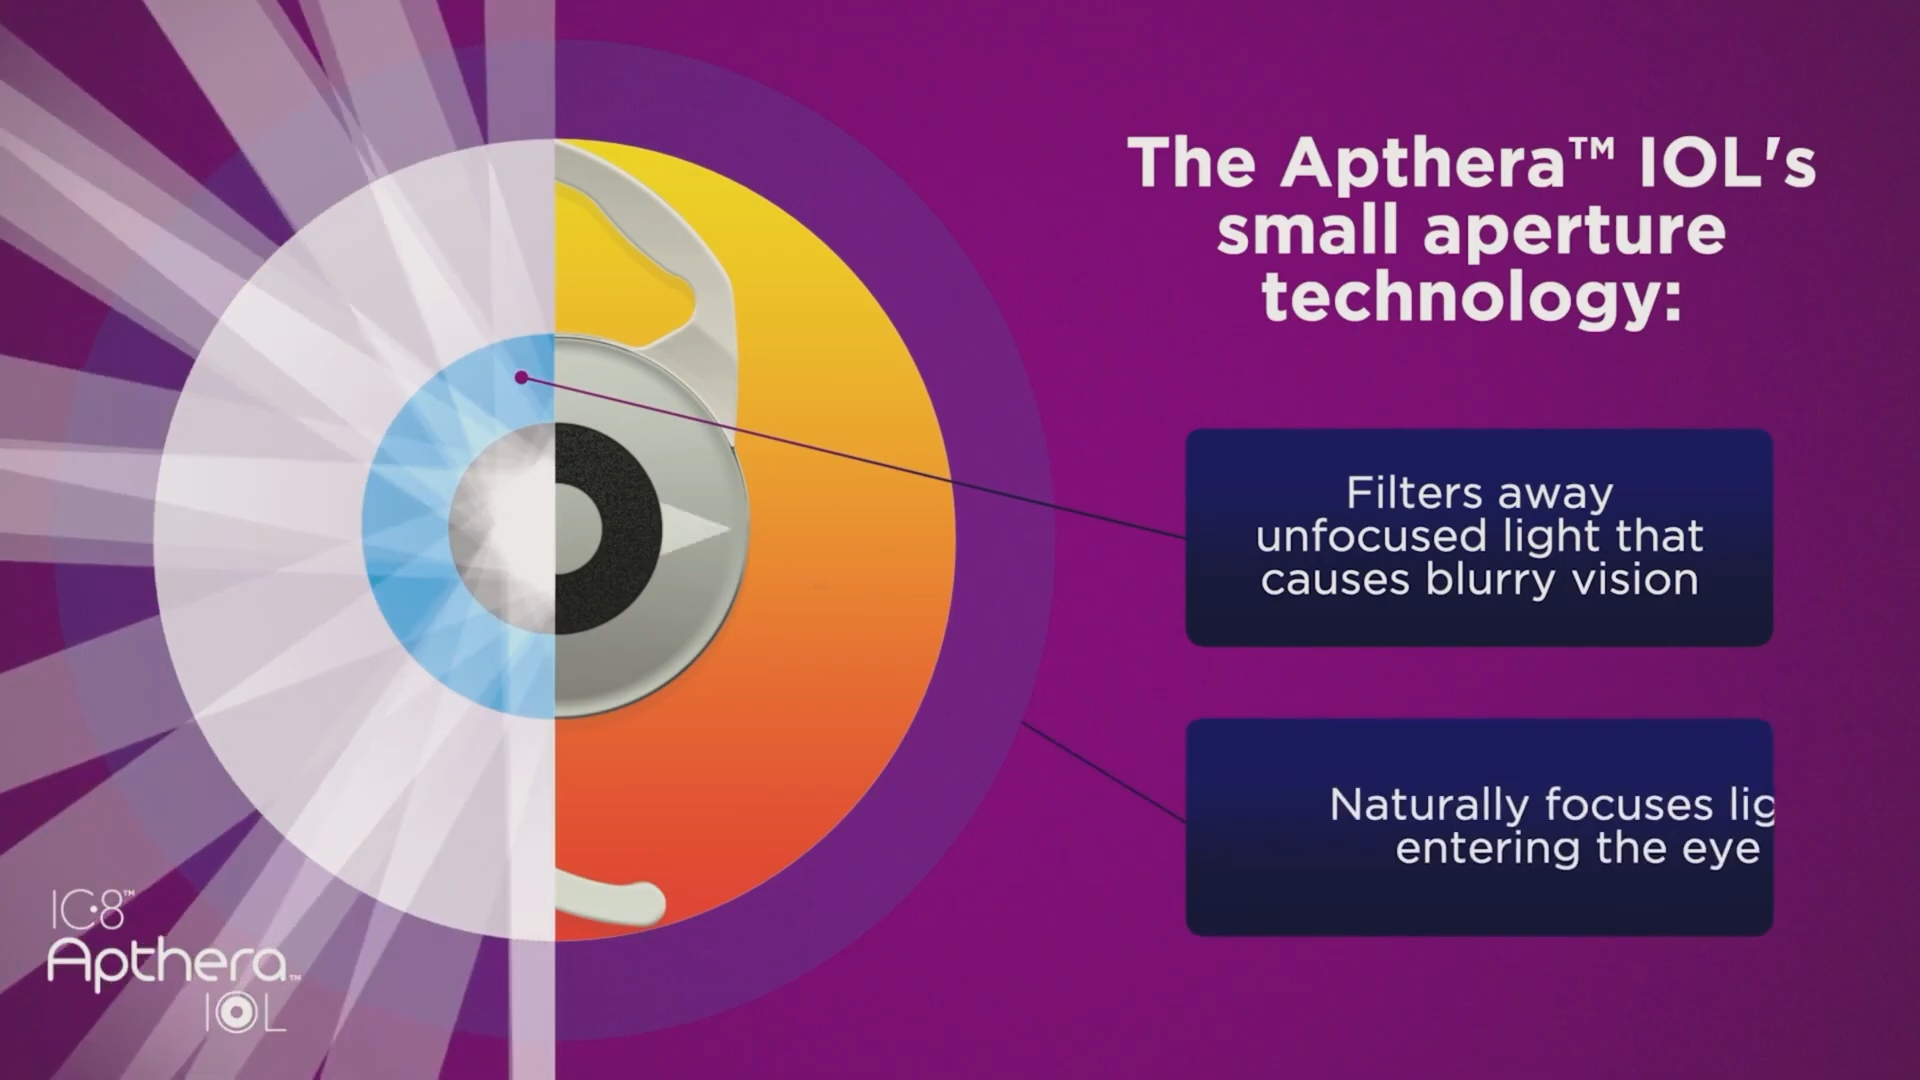 The Apthera™ IOL's
small aperture
technology:
Filters away
unfocused light that
causes blurry vision
Naturally focuses lig
entering the eye
IC·8™
Apthera™
IOL